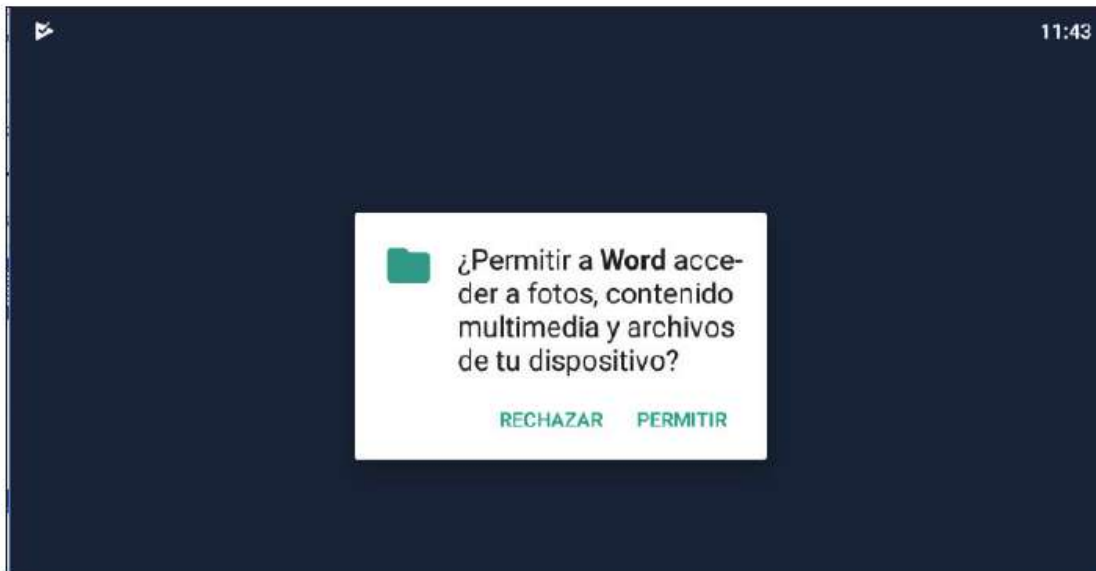 11:43
¿Permitir a Word acce-
der a fotos, contenido
multimedia y archivos
de tu dispositivo?
RECHAZAR PERMITIR